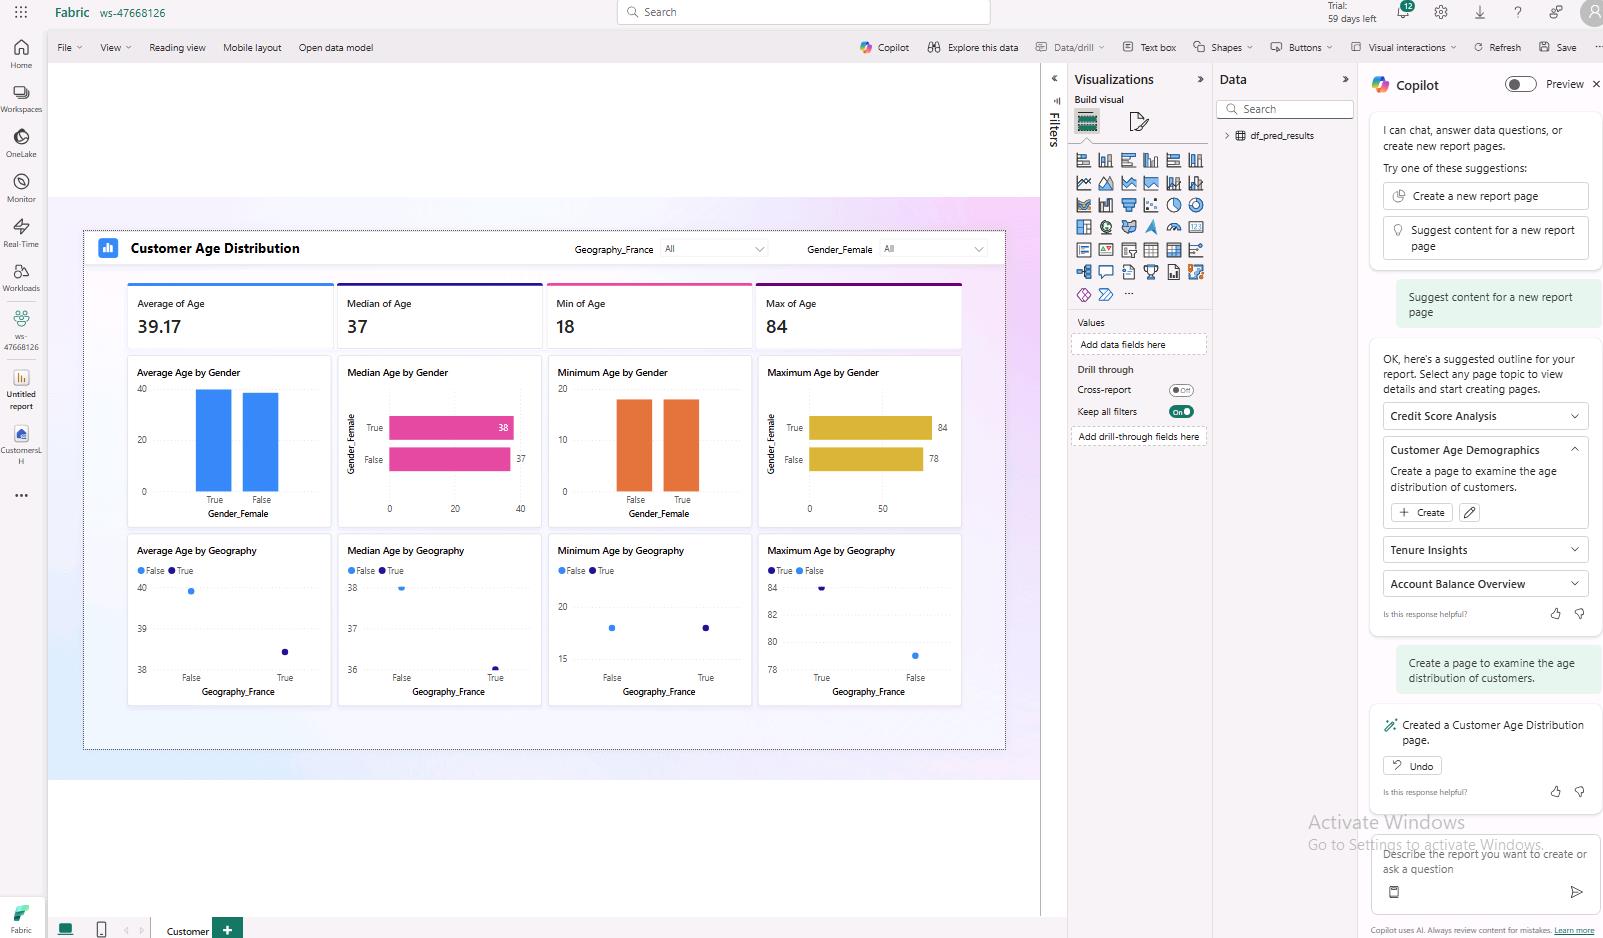 Fabric ws-47668126
Search
Trial:
59 days left
12
File View Reading view Mobile layout Open data model
Copilot Explore this data Data/drill Text box Shapes Buttons Visual interactions Refresh Save
Home
Workspaces
OneLake
Monitor
Real-Time
Workloads
ws-
47668126
Untitled
report
CustomersL
H
Fabric
Customer Age Distribution
Geography_France All
Gender_Female All
Average of Age
39.17
Median of Age
37
Min of Age
18
Max of Age
84
Average Age by Gender
40
20
0
True False
Gender_Female
Median Age by Gender
Gender_Female
True 38
False 37
0 20 40
Minimum Age by Gender
20
10
0
False True
Gender_Female
Maximum Age by Gender
Gender_Female
True 84
False 78
0 50
Average Age by Geography
False True
40
39
38
False True
Geography_France
Median Age by Geography
False True
38
37
36
False True
Geography_France
Minimum Age by Geography
False True
20
15
False True
Geography_France
Maximum Age by Geography
True False
84
82
80
78
True False
Geography_France
Customer
Filters
Visualizations
Build visual
123
Values
Add data fields here
Drill through
Cross-report Off
Keep all filters On
Add drill-through fields here
Data
Search
df_pred_results
Copilot Preview
I can chat, answer data questions, or
create new report pages.
Try one of these suggestions:
Create a new report page
Suggest content for a new report
page
Suggest content for a new report
page
OK, here's a suggested outline for your
report. Select any page topic to view
details and start creating pages.
Credit Score Analysis
Customer Age Demographics
Create a page to examine the age
distribution of customers.
Create
Tenure Insights
Account Balance Overview
Is this response helpful?
Create a page to examine the age
distribution of customers.
Created a Customer Age Distribution
page.
Undo
Is this response helpful?
Activate Windows
Go to Settings to activate Windows.
Describe the report you want to create or
ask a question
Copilot uses AI. Always review content for mistakes. Learn more